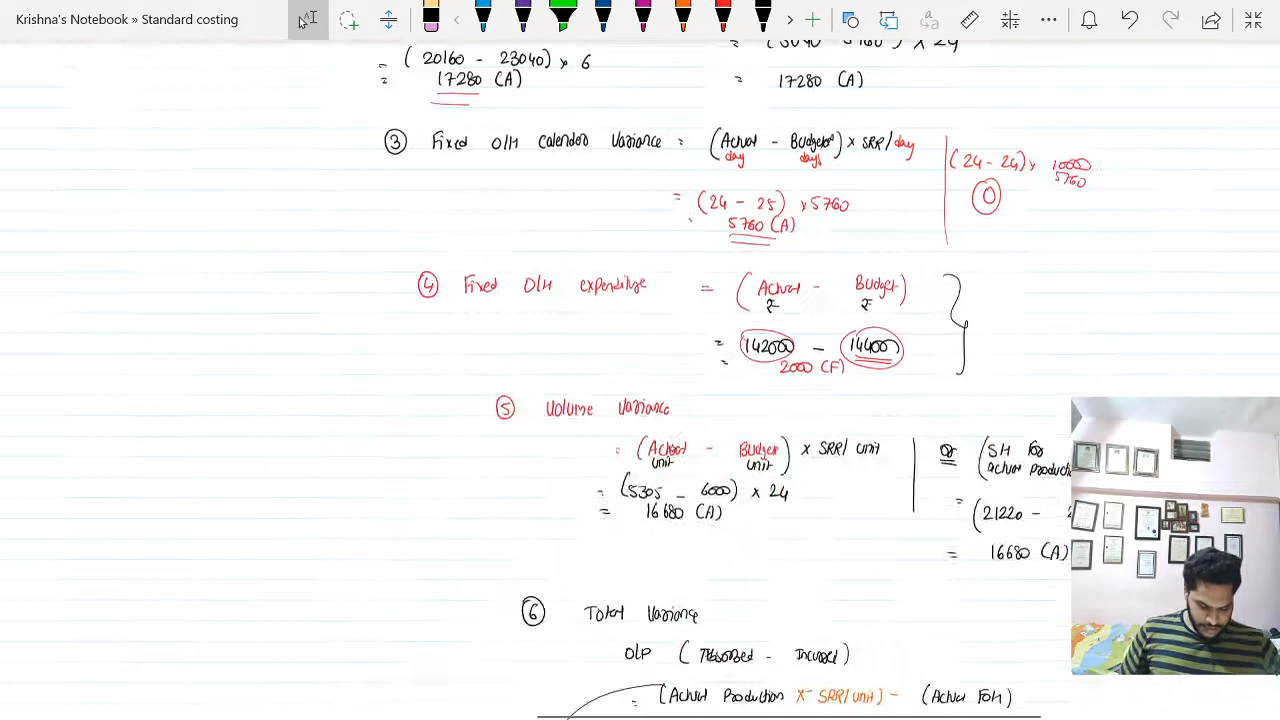 Krishna's Notebook » Standard costing
= (20160 - 23040) × 6
= 17280 (A)
× 24
= 17280 (A)
③ Fixed O/H Calendar Variance = (Actual day - Budgeted days) × SRR/day
= (24 - 25) × 5760
5760 (A)
(24 - 24) ×
5760
0
④ Fixed O/H expenditure = (Actual ₹ - Budget ₹)
= 142000 - 144000
= 2000 (F)
⑤ Volume Variance
= (Actual unit - Budget unit) × SRR/unit
= (5305 - 6000) × 24
= 16680 (A)
or (SH For Actual Productio
= (21220 -
= 16680 (A)
⑥ Total Variance
(Absorbed - Incurred)
= (Actual Production × SRR/unit) - (Actual FOH)